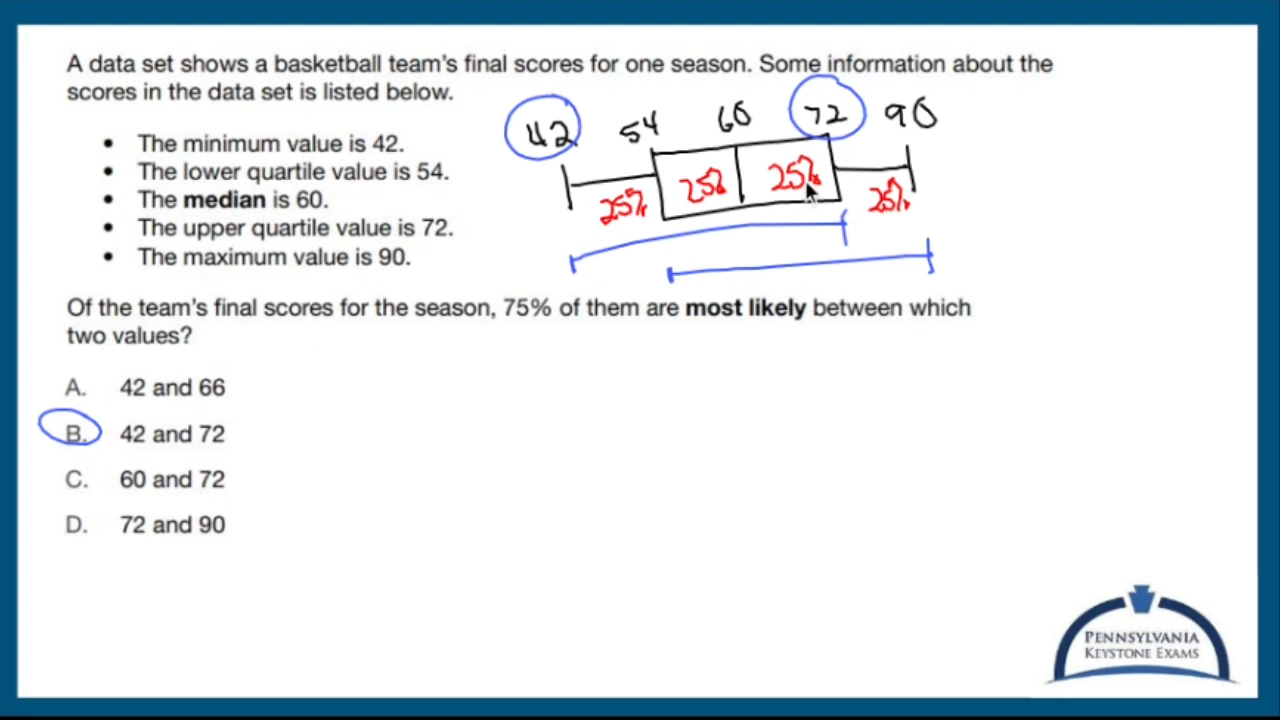 A data set shows a basketball team's final scores for one season. Some information about the
scores in the data set is listed below.
42 54 60 72 90
• The minimum value is 42.
• The lower quartile value is 54.
• The median is 60.
• The upper quartile value is 72.
• The maximum value is 90.
25% 25% 25% 25%
Of the team's final scores for the season, 75% of them are most likely between which
two values?
A. 42 and 66
B. 42 and 72
C. 60 and 72
D. 72 and 90
PENNSYLVANIA
KEYSTONE EXAMS